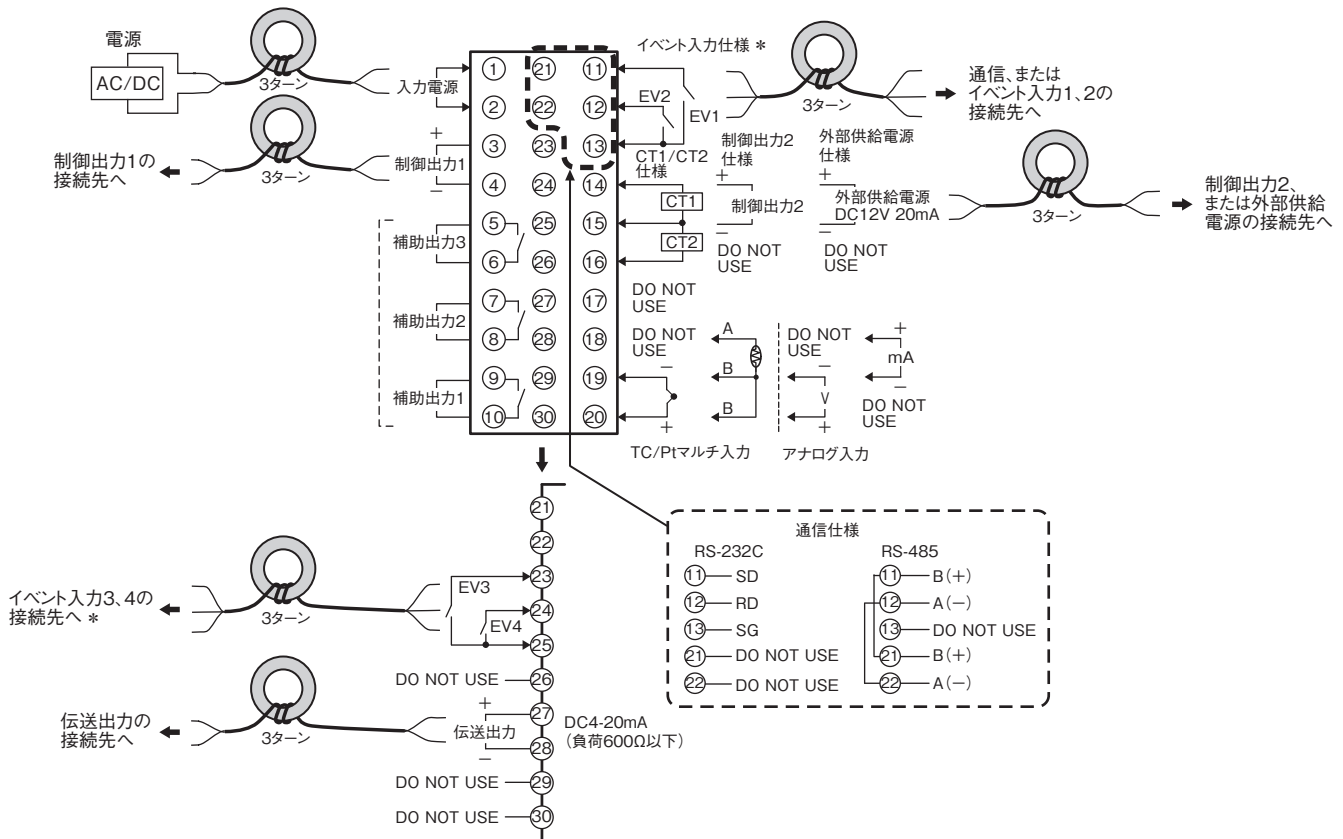 電源
AC/DC
3ターン
入力電源
制御出力1の
接続先へ
3ターン
+
制御出力1
−
補助出力3
補助出力2
補助出力1
1 21 11
2 22 12
3 23 13
4 24 14
5 25 15
6 26 16
7 27 17
8 28 18
9 29 19
10 30 20
イベント入力仕様 *
EV2
EV1
3ターン
通信、または
イベント入力1、2の
接続先へ
CT1/CT2
仕様
CT1
CT2
制御出力2
仕様
+
制御出力2
−
DO NOT
USE
外部供給電源
仕様
+
外部供給電源
DC12V 20mA
−
DO NOT
USE
3ターン
制御出力2、
または外部供給
電源の接続先へ
DO NOT
USE
DO NOT
USE
−
+
A
B
B
TC/Ptマルチ入力
DO NOT
USE
−
V
+
+
mA
−
DO NOT
USE
アナログ入力
21
22
23
24
25
26
27
28
29
30
イベント入力3、4の
接続先へ *
3ターン
EV3
EV4
DO NOT USE
伝送出力の
接続先へ
3ターン
+
伝送出力
−
DC4-20mA
(負荷600Ω以下)
DO NOT USE
DO NOT USE
通信仕様
RS-232C
11 SD
12 RD
13 SG
21 DO NOT USE
22 DO NOT USE
RS-485
11 B(+)
12 A(−)
13 DO NOT USE
21 B(+)
22 A(−)